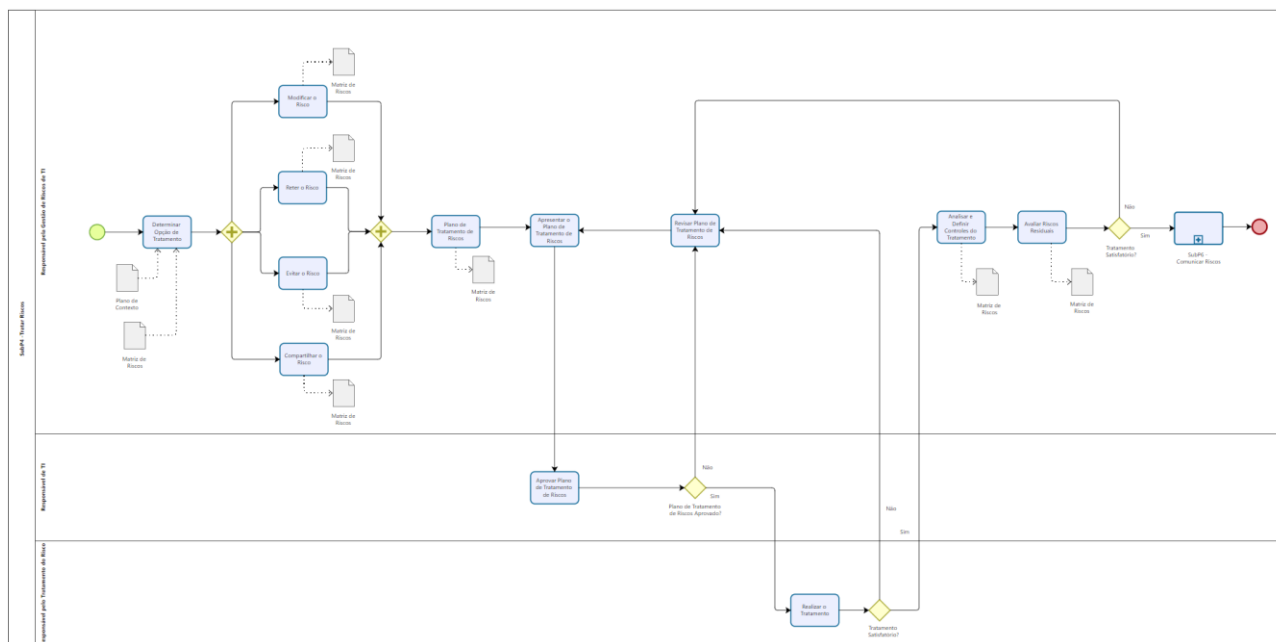 SubP4 - Tratar Riscos
Responsável pela Gestão de Riscos de TI
Determinar
Opção de
Tratamento
Plano de
Contexto
Matriz de
Riscos
Modificar o
Risco
Matriz de
Riscos
Reter o Risco
Matriz de
Riscos
Evitar o Risco
Matriz de
Riscos
Compartilhar o
Risco
Matriz de
Riscos
Plano de
Tratamento de
Riscos
Matriz de
Riscos
Apresentar o
Plano de
Tratamento de
Riscos
Revisar Plano de
Tratamento de
Riscos
Analisar e
Definir
Controles do
Tratamento
Matriz de
Riscos
Avaliar Riscos
Residuais
Matriz de
Riscos
Não
Sim
Tratamento
Satisfatório?
SubP6 -
Comunicar Riscos
Responsável de TI
Aprovar Plano
de Tratamento
de Riscos
Não
Sim
Plano de Tratamento
de Riscos Aprovado?
Não
Sim
Responsável pelo Tratamento do Risco
Realizar o
Tratamento
Tratamento
Satisfatório?